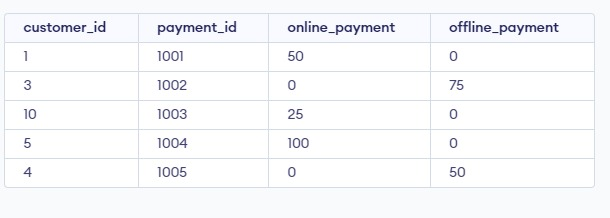 customer_id payment_id online_payment offline_payment
1 1001 50 0
3 1002 0 75
10 1003 25 0
5 1004 100 0
4 1005 0 50